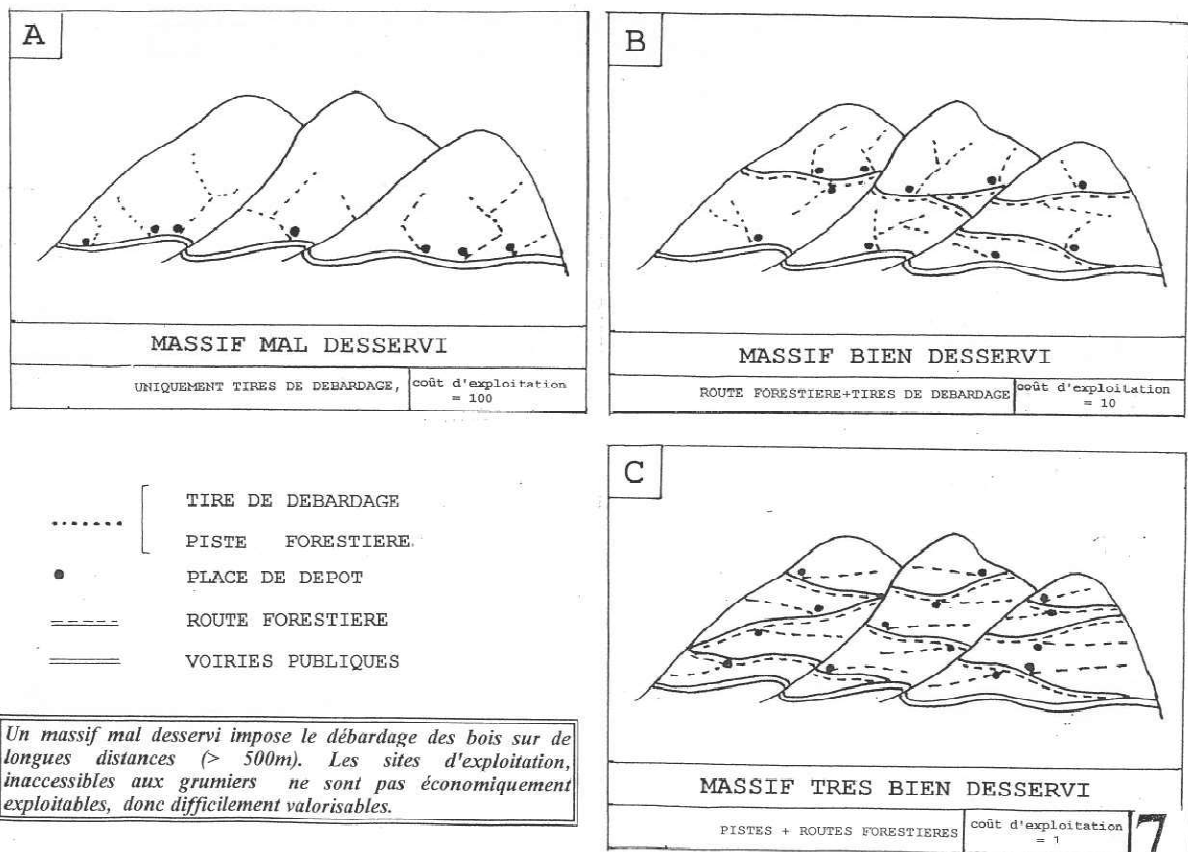 A
MASSIF MAL DESSERVI
UNIQUEMENT TIRES DE DEBARDAGE,
coût d'exploitation
= 100
B
MASSIF BIEN DESSERVI
ROUTE FORESTIERE+TIRES DE DEBARDAGE
coût d'exploitation
= 10
TIRE DE DEBARDAGE
PISTE FORESTIERE
PLACE DE DEPOT
ROUTE FORESTIERE
VOIRIES PUBLIQUES
Un massif mal desservi impose le débardage des bois sur de
longues distances (> 500m). Les sites d'exploitation,
inaccessibles aux grumiers ne sont pas économiquement
exploitables, donc difficilement valorisables.
C
MASSIF TRES BIEN DESSERVI
PISTES + ROUTES FORESTIERES
coût d'exploitation
= 1
7